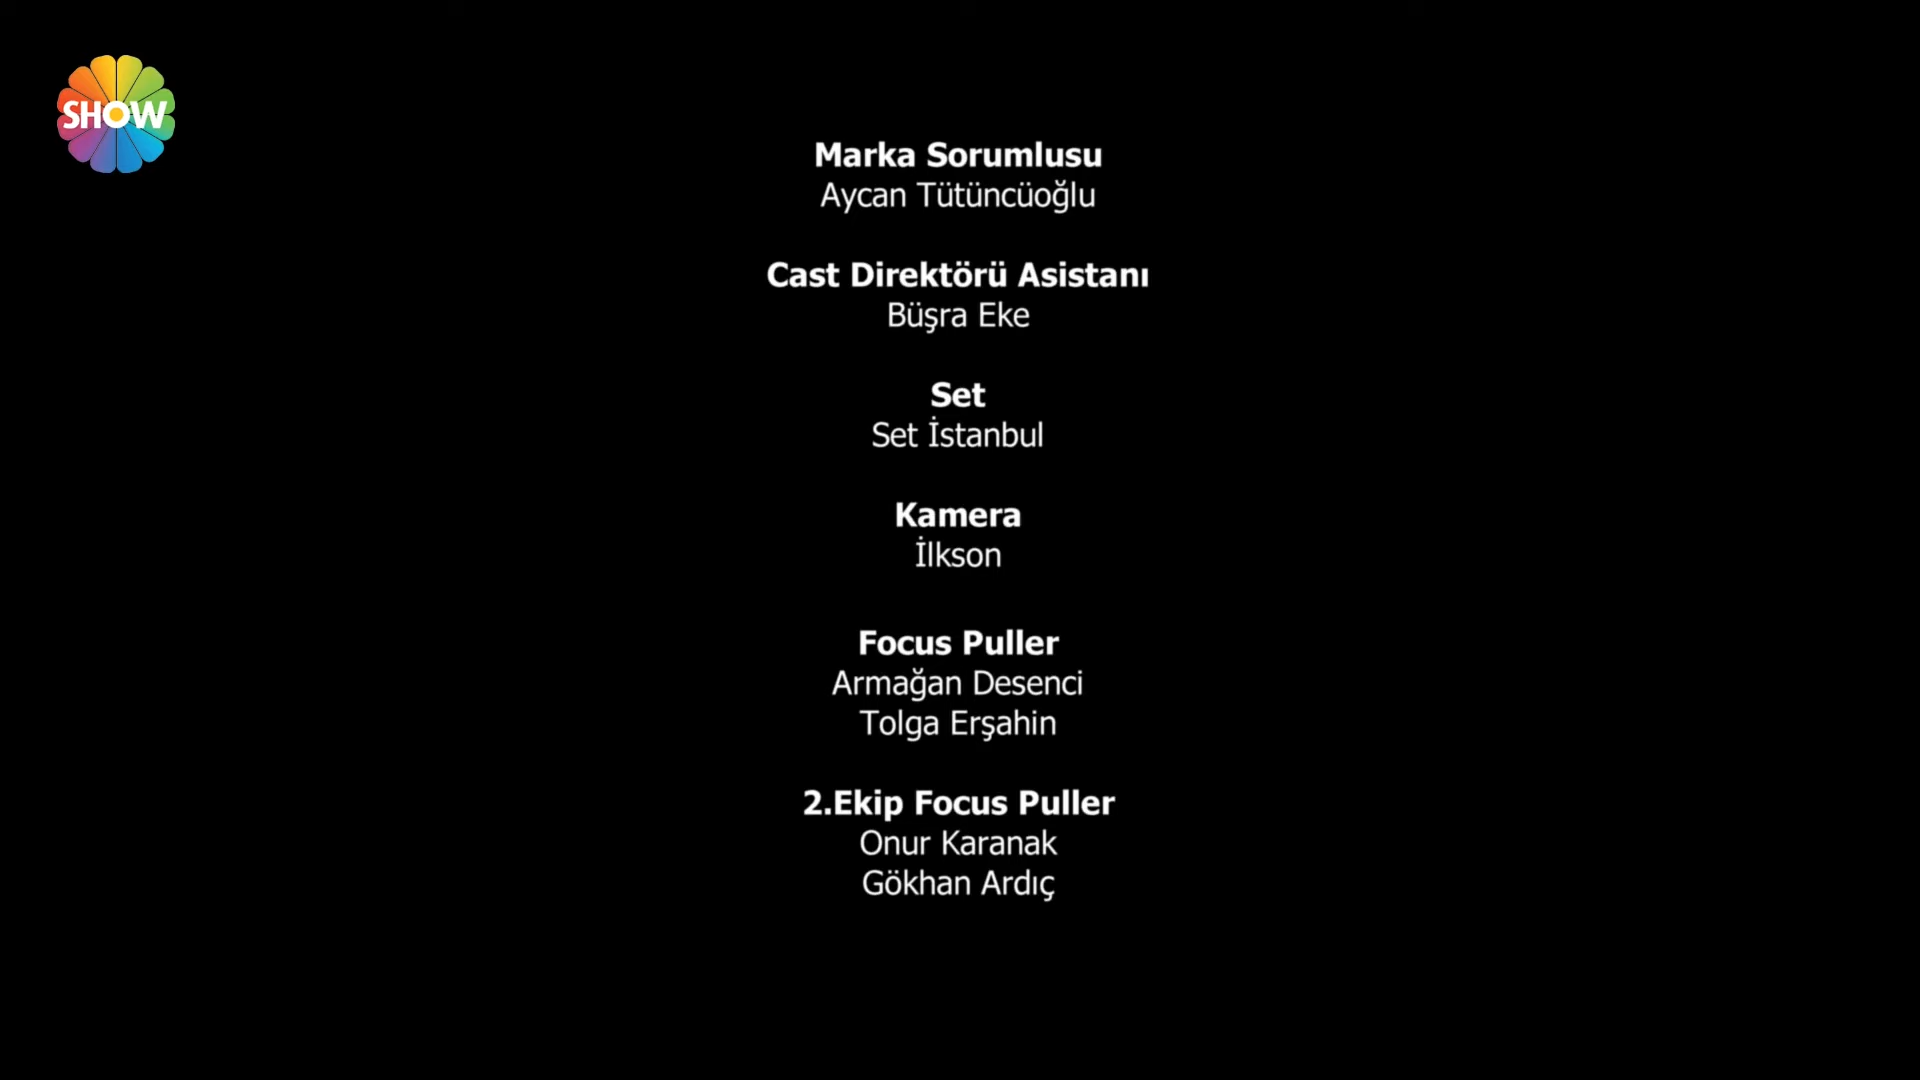 SHOW
Marka Sorumlusu
Aycan Tütüncüoğlu
Cast Direktörü Asistanı
Büşra Eke
Set
Set İstanbul
Kamera
İlkson
Focus Puller
Armağan Desenci
Tolga Erşahin
2.Ekip Focus Puller
Onur Karanak
Gökhan Ardıç